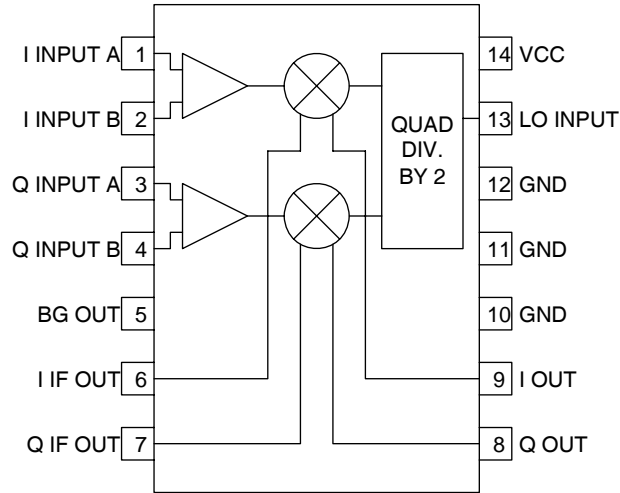 I INPUT A 1
I INPUT B 2
Q INPUT A 3
Q INPUT B 4
BG OUT 5
I IF OUT 6
Q IF OUT 7
QUAD
DIV.
BY 2
14 VCC
13 LO INPUT
12 GND
11 GND
10 GND
9 I OUT
8 Q OUT